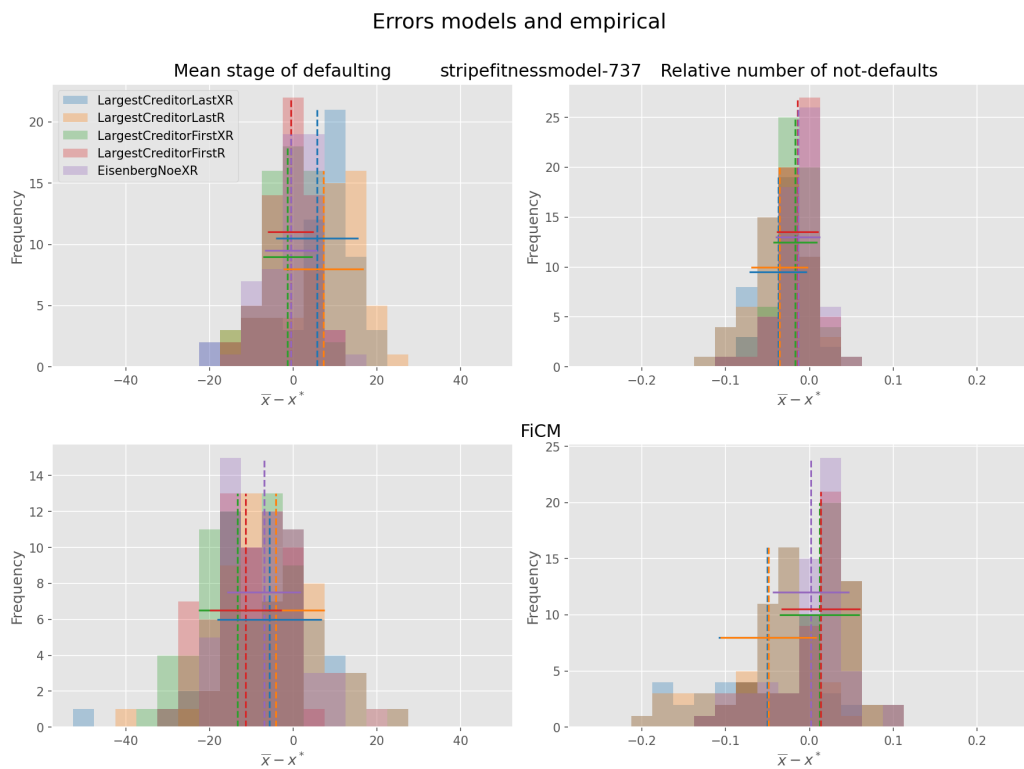 Errors models and empirical
Mean stage of defaulting
stripefitnessmodel-737
Relative number of not-defaults
LargestCreditorLastXR
LargestCreditorLastR
LargestCreditorFirstXR
LargestCreditorFirstR
EisenbergNoeXR
Frequency
0
5
10
15
20
−40
−20
0
20
40
x̅ − x*
Frequency
0
5
10
15
20
25
−0.2
−0.1
0.0
0.1
0.2
x̅ − x*
FiCM
Frequency
0
2
4
6
8
10
12
14
−40
−20
0
20
40
x̅ − x*
Frequency
0
5
10
15
20
25
−0.2
−0.1
0.0
0.1
0.2
x̅ − x*